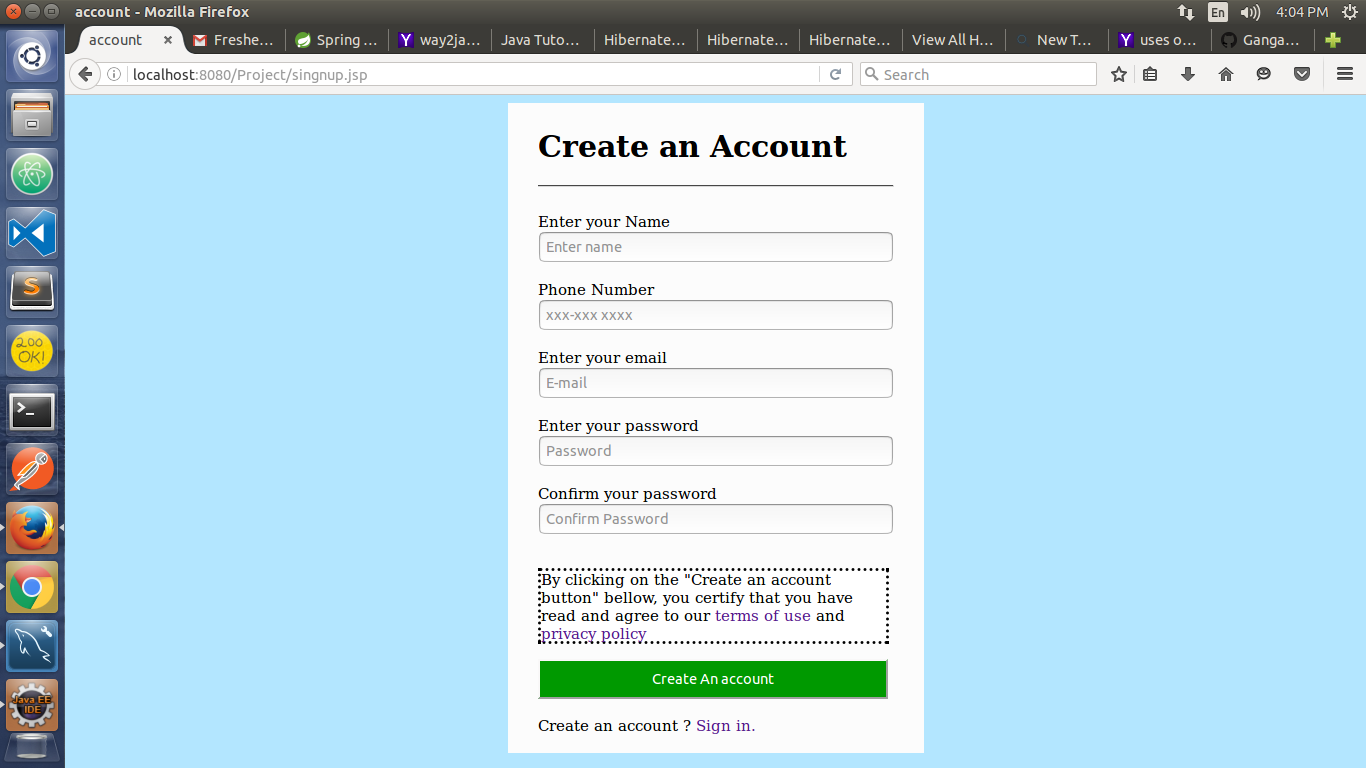 account - Mozilla Firefox
En
4:04 PM
account
Freshe...
Spring ...
way2ja...
Java Tuto...
Hibernate...
Hibernate...
Hibernate...
View All H...
New T...
uses o...
Ganga...
localhost:8080/Project/singnup.jsp
Search
Create an Account
Enter your Name
Enter name
Phone Number
xxx-xxx xxxx
Enter your email
E-mail
Enter your password
Password
Confirm your password
Confirm Password
By clicking on the "Create an account
button" bellow, you certify that you have
read and agree to our terms of use and
privacy policy
Create An account
Create an account ? Sign in.
200
OK!
Java EE
IDE